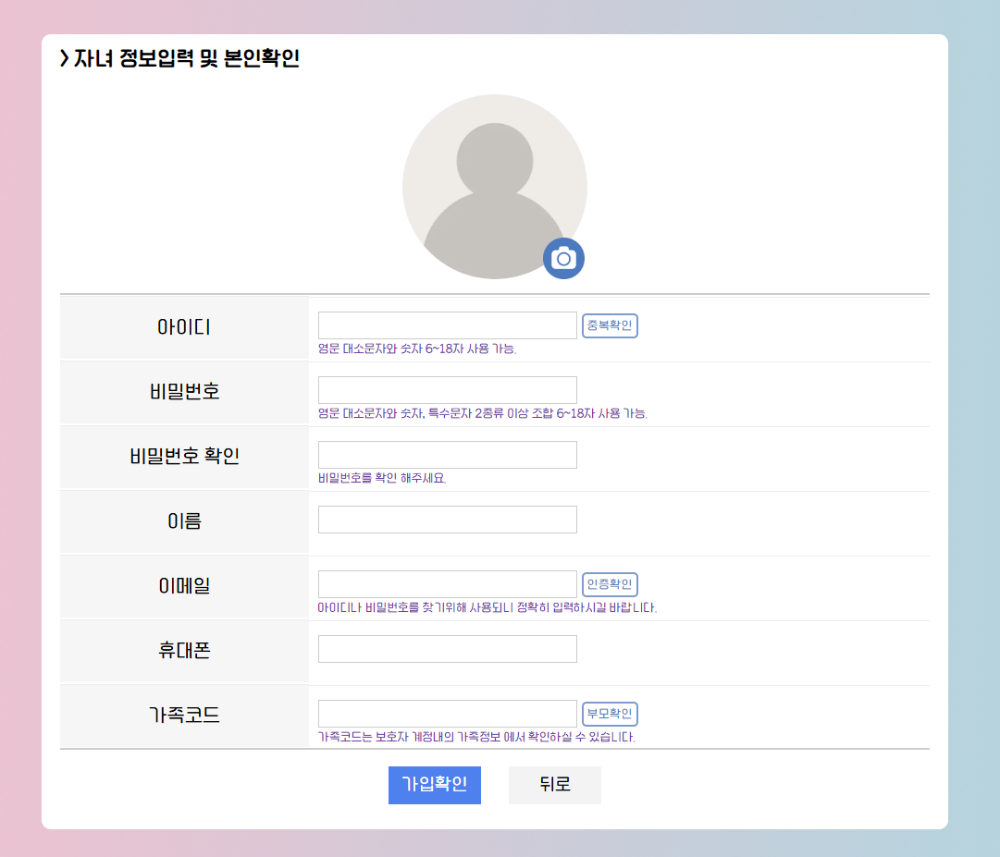 자녀 정보입력 및 본인확인
아이디
중복확인
영문 대소문자와 숫자 6~18자 사용 가능.
비밀번호
영문 대소문자와 숫자, 특수문자 2종류 이상 조합 6~18자 사용 가능.
비밀번호 확인
비밀번호를 확인 해주세요.
이름
이메일
인증확인
아이디나 비밀번호를 찾기위해 사용되니 정확히 입력하시길 바랍니다.
휴대폰
가족코드
부모확인
가족코드는 보호자 계정내의 가족정보 에서 확인하실 수 있습니다.
가입확인
뒤로